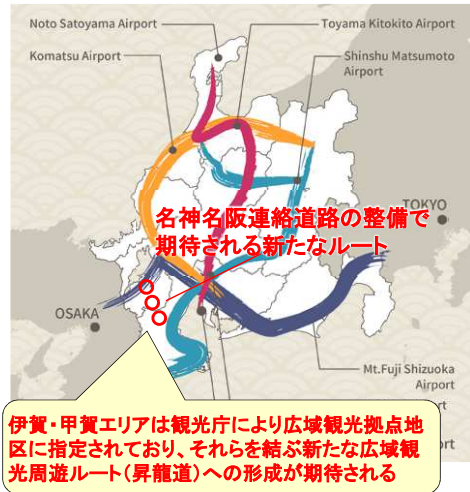 Noto Satoyama Airport
Toyama Kitokito Airport
Komatsu Airport
Shinshu Matsumoto
Airport
名神名阪連絡道路の整備で
期待される新たなルート
TOKYO
OSAKA
Mt.Fuji Shizuoka
Airport
伊賀・甲賀エリアは観光庁により広域観光拠点地
区に指定されており、それらを結ぶ新たな広域観
光周遊ルート(昇龍道)への形成が期待される